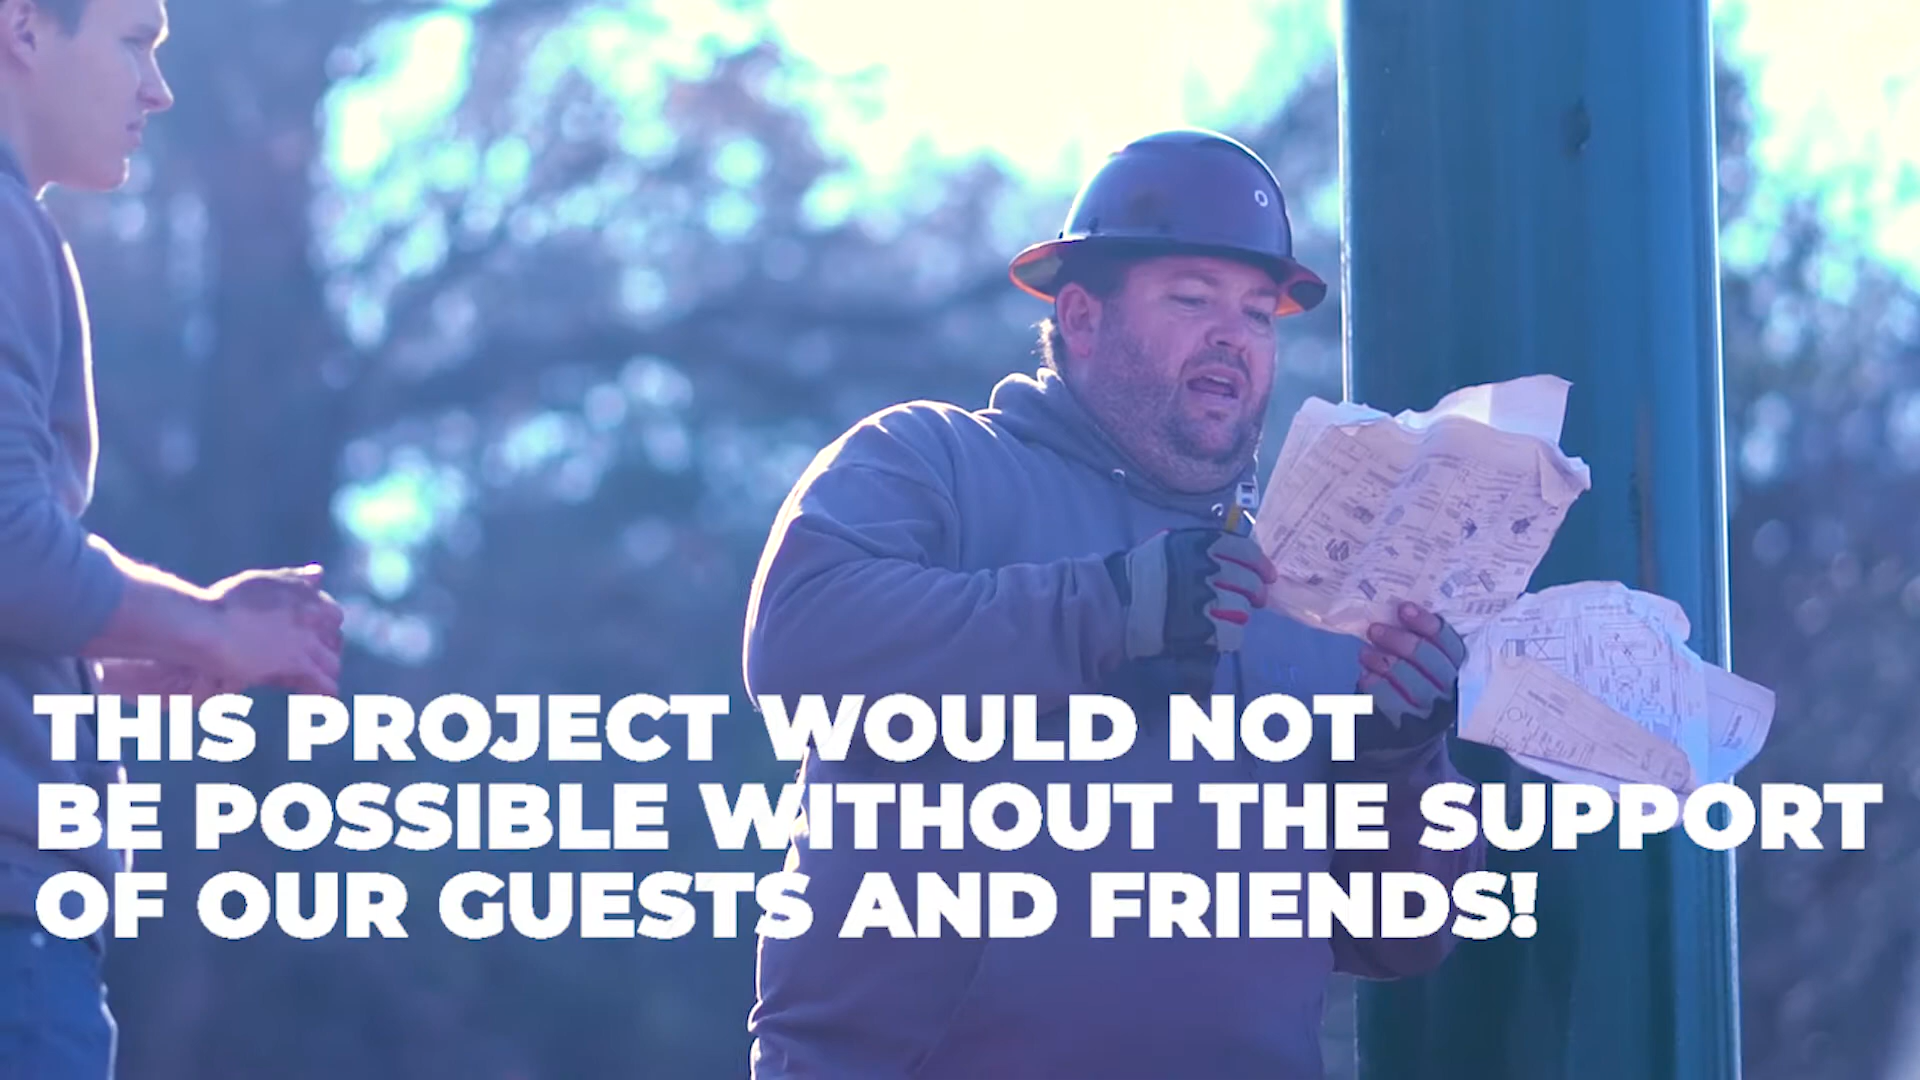 THIS PROJECT WOULD NOT
BE POSSIBLE WITHOUT THE SUPPORT
OF OUR GUESTS AND FRIENDS!